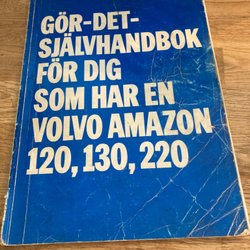 GÖR-DET-
SJÄLVHANDBOK
FÖR DIG
SOM HAR EN
VOLVO AMAZON
120, 130, 220